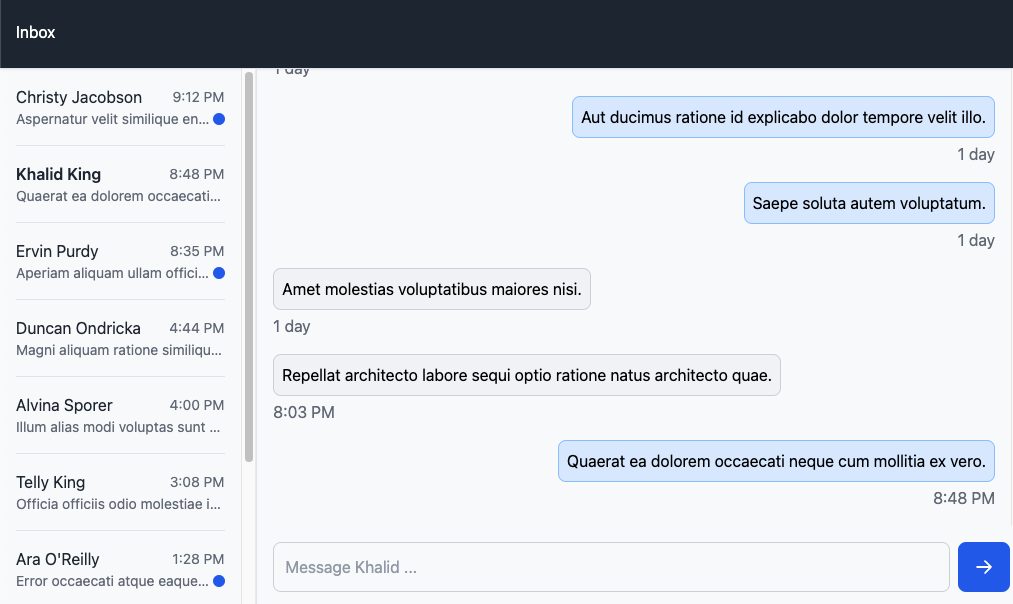 Inbox
Christy Jacobson 9:12 PM
Aspernatur velit similique en...
Khalid King 8:48 PM
Quaerat ea dolorem occaecati...
Ervin Purdy 8:35 PM
Aperiam aliquam ullam offici...
Duncan Ondricka 4:44 PM
Magni aliquam ratione similiqu...
Alvina Sporer 4:00 PM
Illum alias modi voluptas sunt ...
Telly King 3:08 PM
Officia officiis odio molestiae i...
Ara O'Reilly 1:28 PM
Error occaecati atque eaque...
1 day
Aut ducimus ratione id explicabo dolor tempore velit illo.
1 day
Saepe soluta autem voluptatum.
1 day
Amet molestias voluptatibus maiores nisi.
1 day
Repellat architecto labore sequi optio ratione natus architecto quae.
8:03 PM
Quaerat ea dolorem occaecati neque cum mollitia ex vero.
8:48 PM
Message Khalid ...